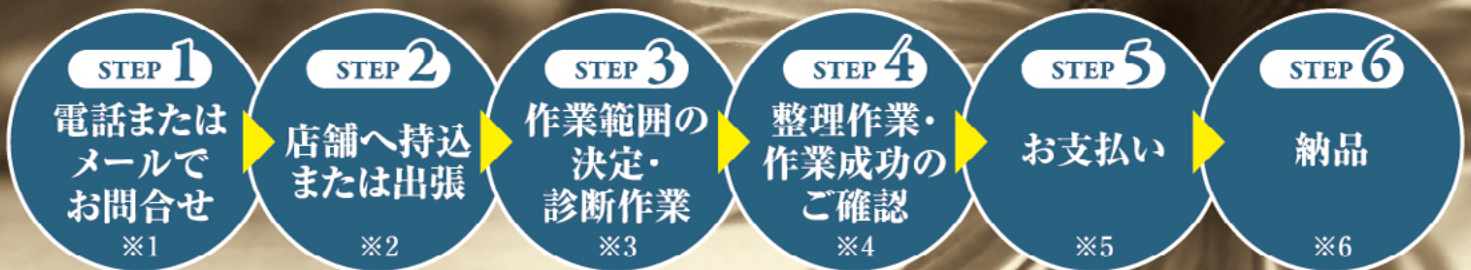 STEP 1
電話または
メールで
お問合せ
※1
STEP 2
店舗へ持込
または出張
※2
STEP 3
作業範囲の
決定・
診断作業
※3
STEP 4
整理作業・
作業成功の
ご確認
※4
STEP 5
お支払い
※5
STEP 6
納品
※6